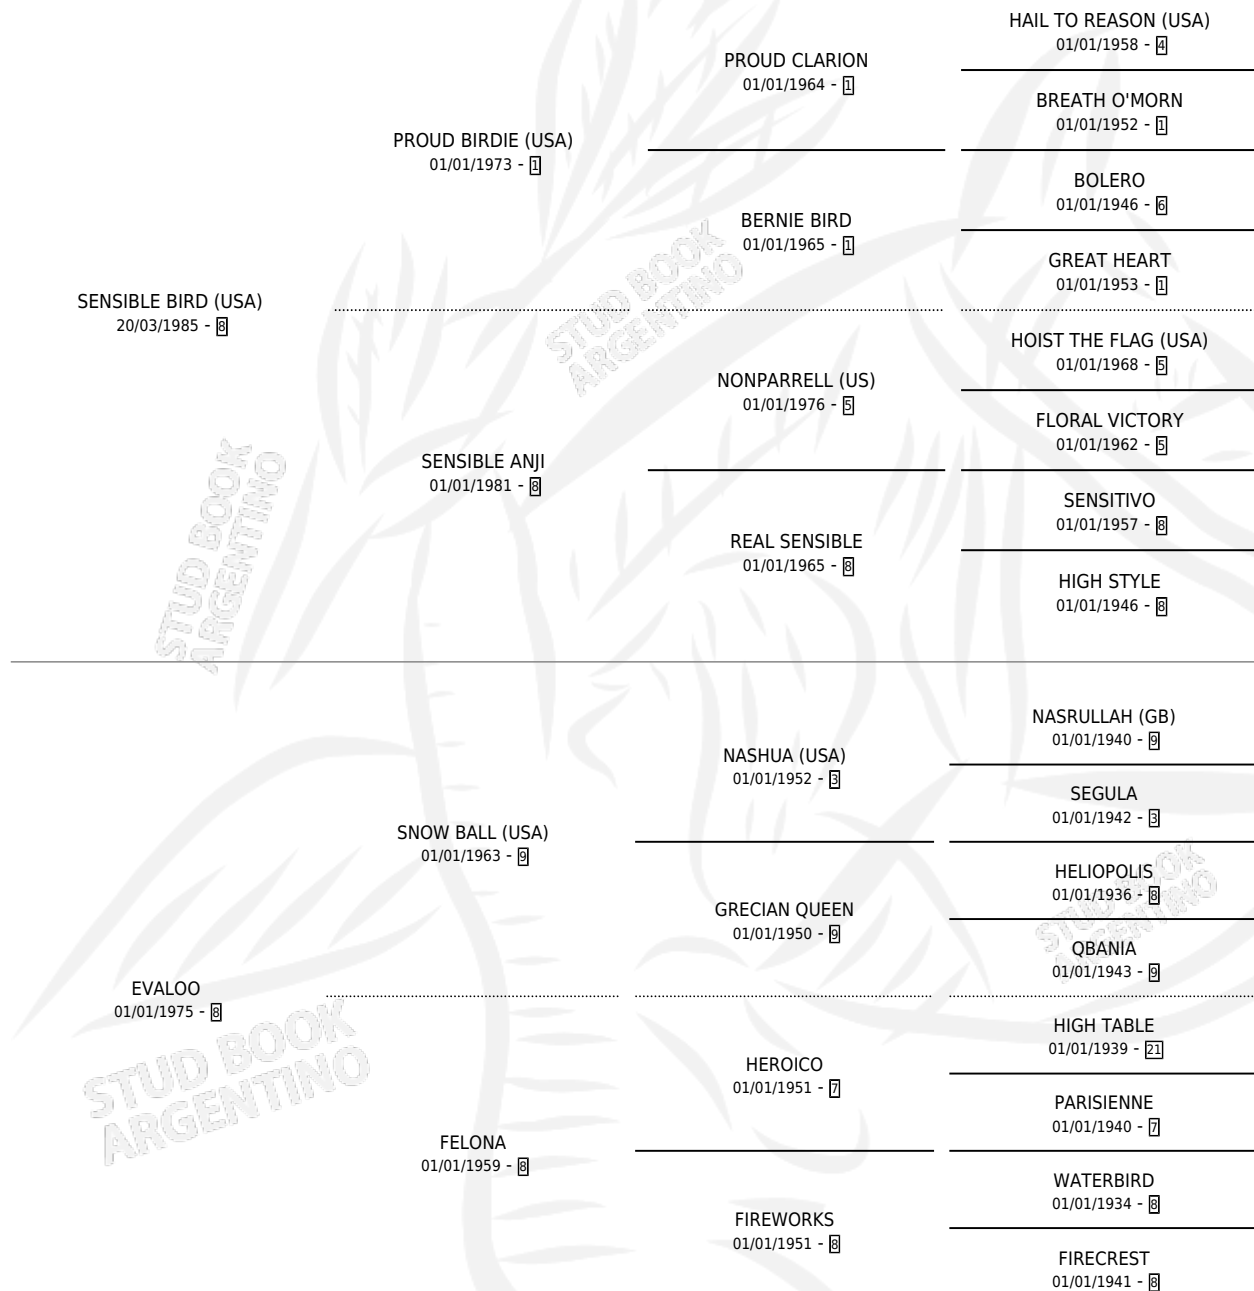 HAIL TO REASON (USA)
01/01/1958 - 4
PROUD CLARION
01/01/1964 - 1
BREATH O'MORN
01/01/1952 - 1
PROUD BIRDIE (USA)
01/01/1973 - 1
BOLERO
01/01/1946 - 6
BERNIE BIRD
01/01/1965 - 1
GREAT HEART
01/01/1953 - 1
SENSIBLE BIRD (USA)
20/03/1985 - 8
HOIST THE FLAG (USA)
01/01/1968 - 5
NONPARRELL (US)
01/01/1976 - 5
FLORAL VICTORY
01/01/1962 - 5
SENSIBLE ANJI
01/01/1981 - 8
SENSITIVO
01/01/1957 - 8
REAL SENSIBLE
01/01/1965 - 8
HIGH STYLE
01/01/1946 - 8
STUD BOOK
ARGENTINO
STUD BOOK
ARGENTINO
NASRULLAH (GB)
01/01/1940 - 9
NASHUA (USA)
01/01/1952 - 3
SEGULA
01/01/1942 - 3
SNOW BALL (USA)
01/01/1963 - 9
HELIOPOLIS
01/01/1936 - 8
GRECIAN QUEEN
01/01/1950 - 9
QBANIA
01/01/1943 - 9
STUD BOOK
ARGENTINO
EVALOO
01/01/1975 - 8
HIGH TABLE
01/01/1939 - 21
HEROICO
01/01/1951 - 7
PARISIENNE
01/01/1940 - 7
STUD BOOK
ARGENTINO
FELONA
01/01/1959 - 8
WATERBIRD
01/01/1934 - 8
FIREWORKS
01/01/1951 - 8
FIRECREST
01/01/1941 - 8